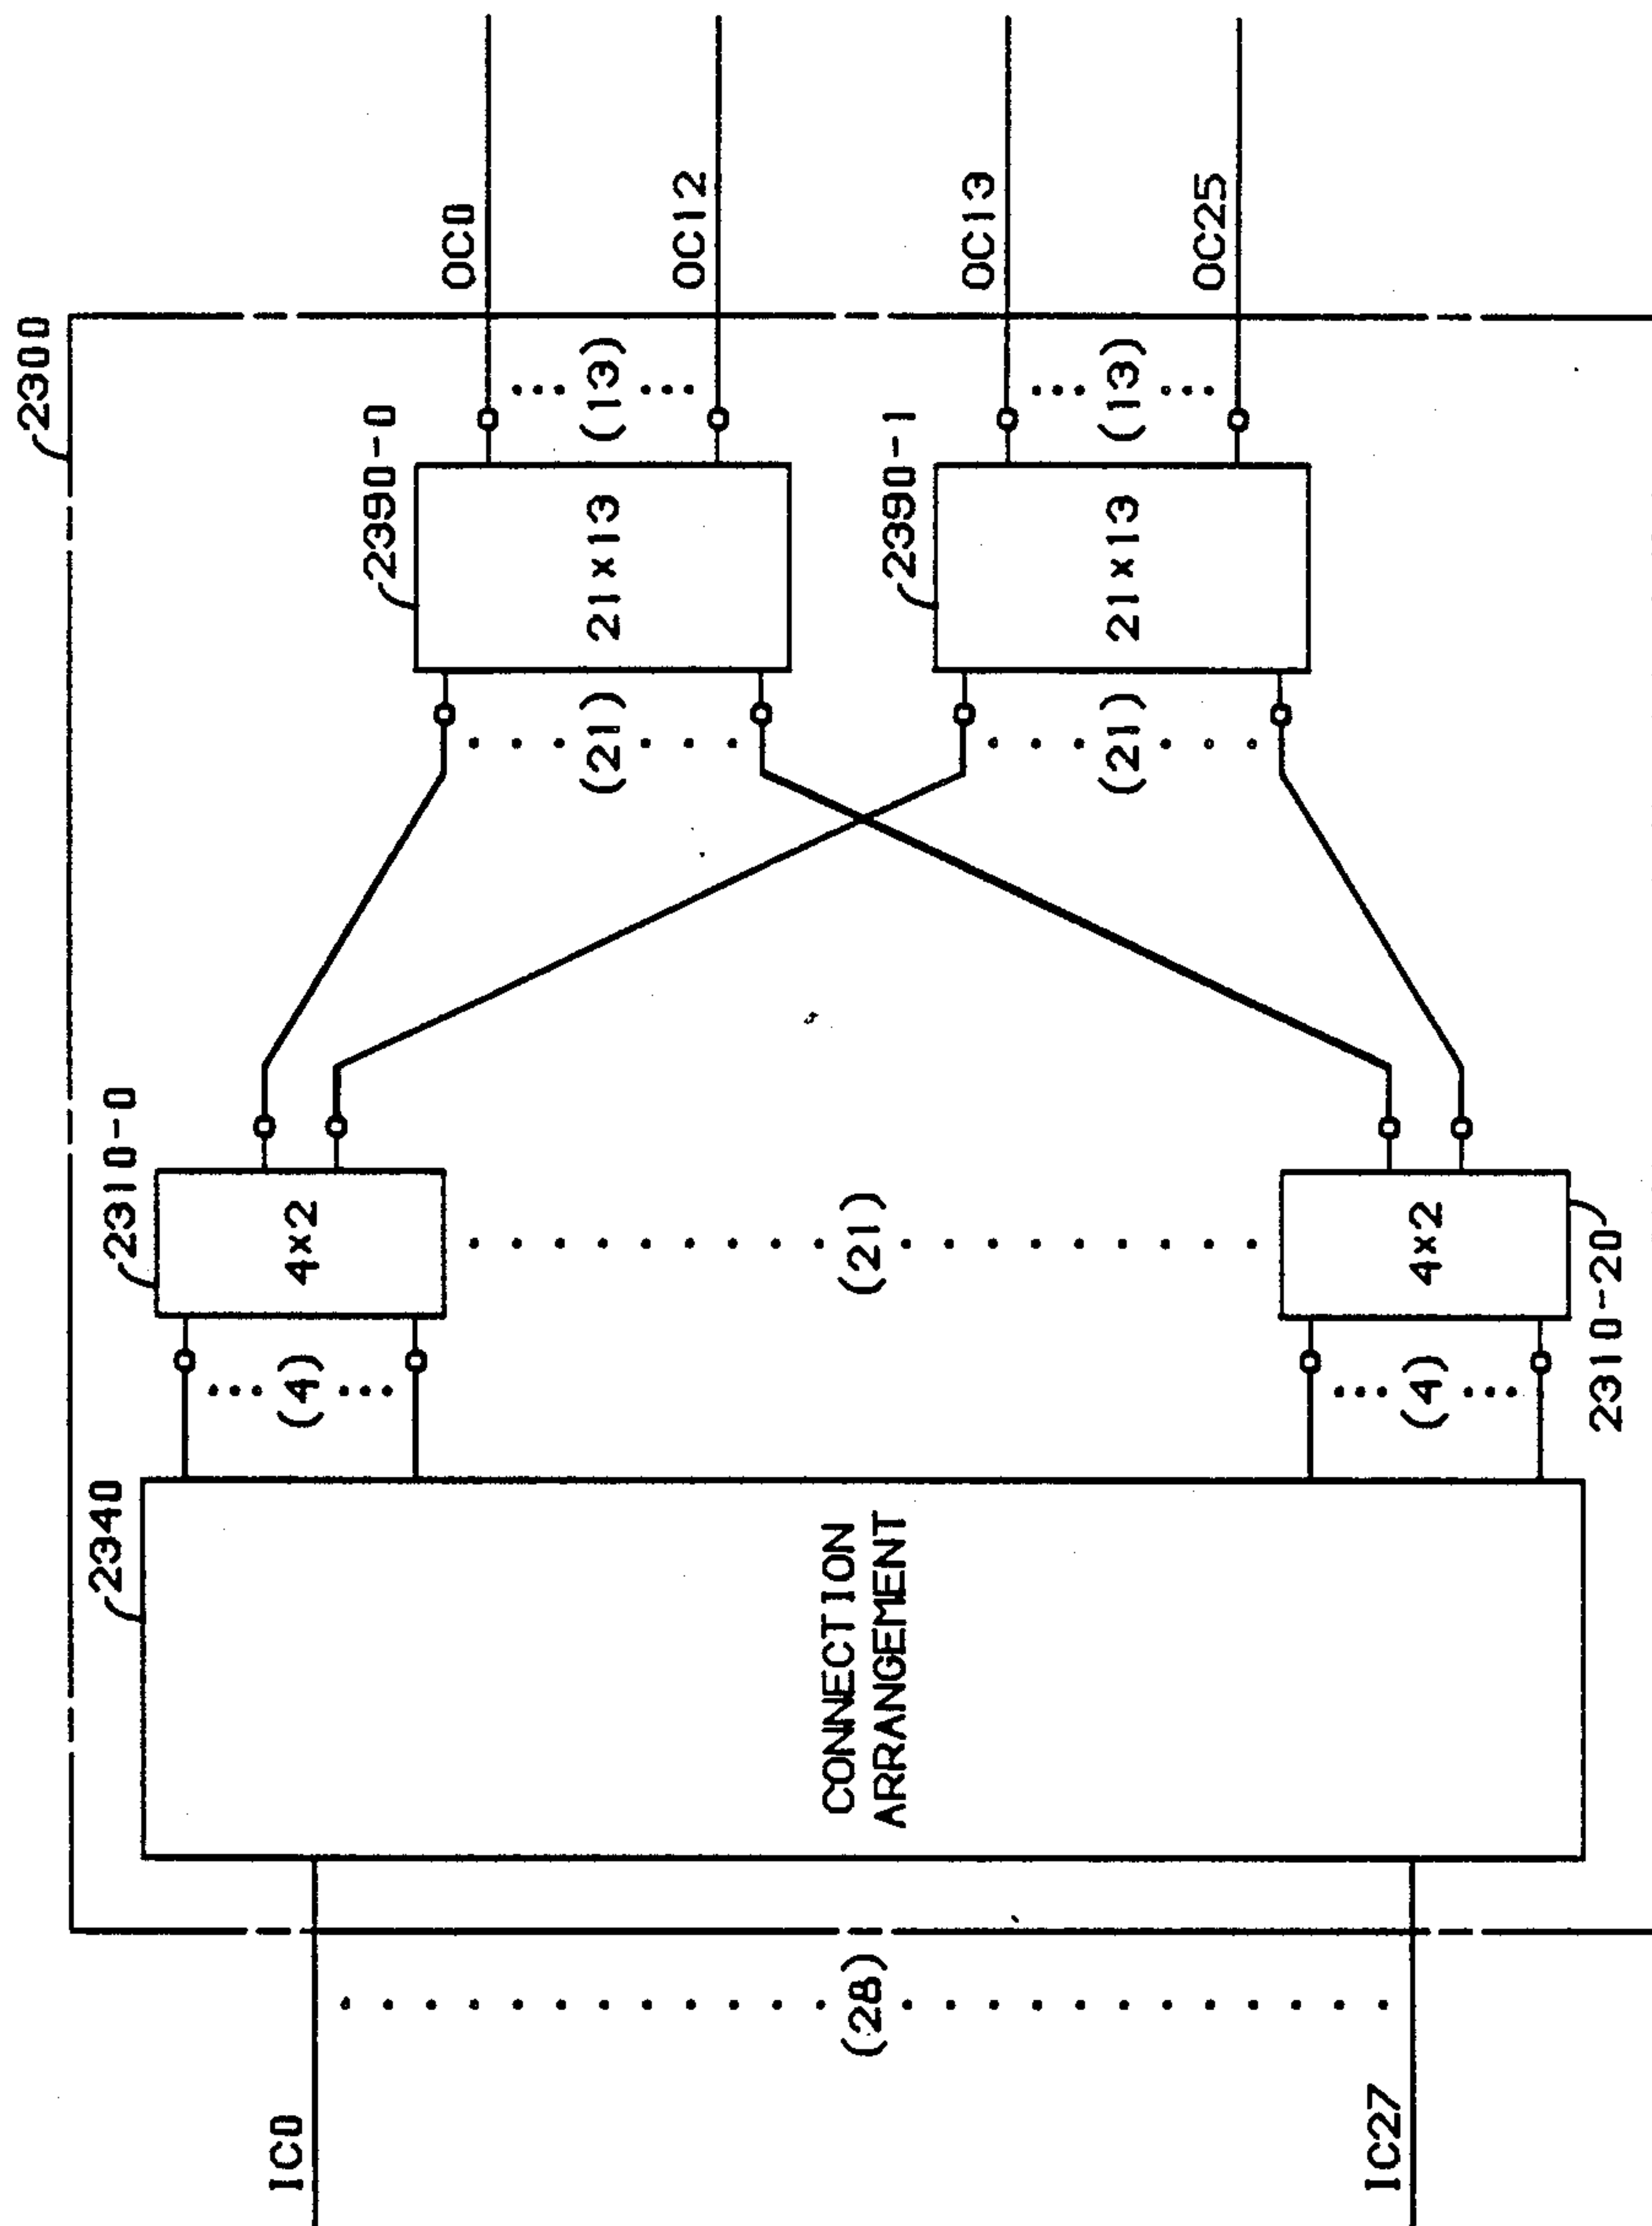 2300
IC0
(28)
IC27
2340
CONNECTION
ARRANGEMENT
(4)
(4)
2310-0
4x2
(21)
4x2
2310-20
(21)
(21)
2390-0
21x13
2390-1
21x13
(13)
(13)
OC0
OC12
OC13
OC25